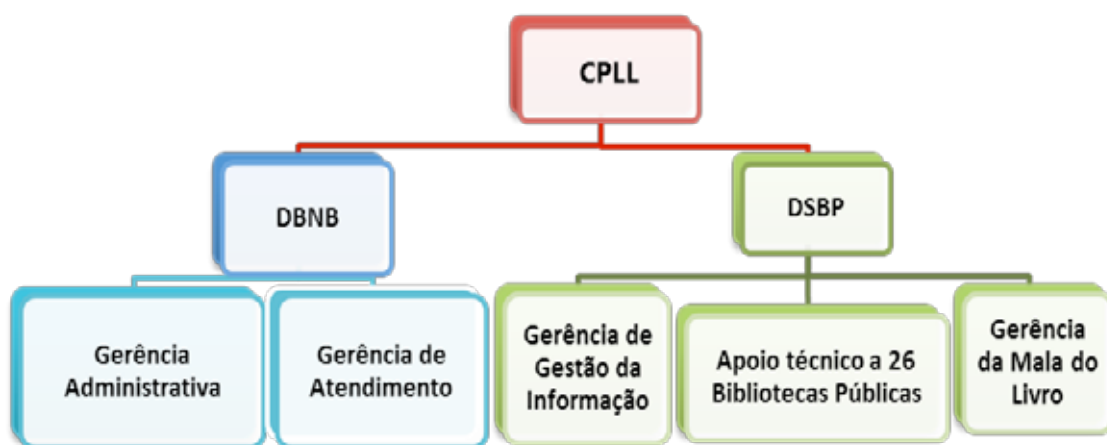 CPLL
DBNB
DSBP
Gerência
Administrativa
Gerência de
Atendimento
Gerência de
Gestão da
Informação
Apoio técnico a 26
Bibliotecas Públicas
Gerência
da Mala do
Livro